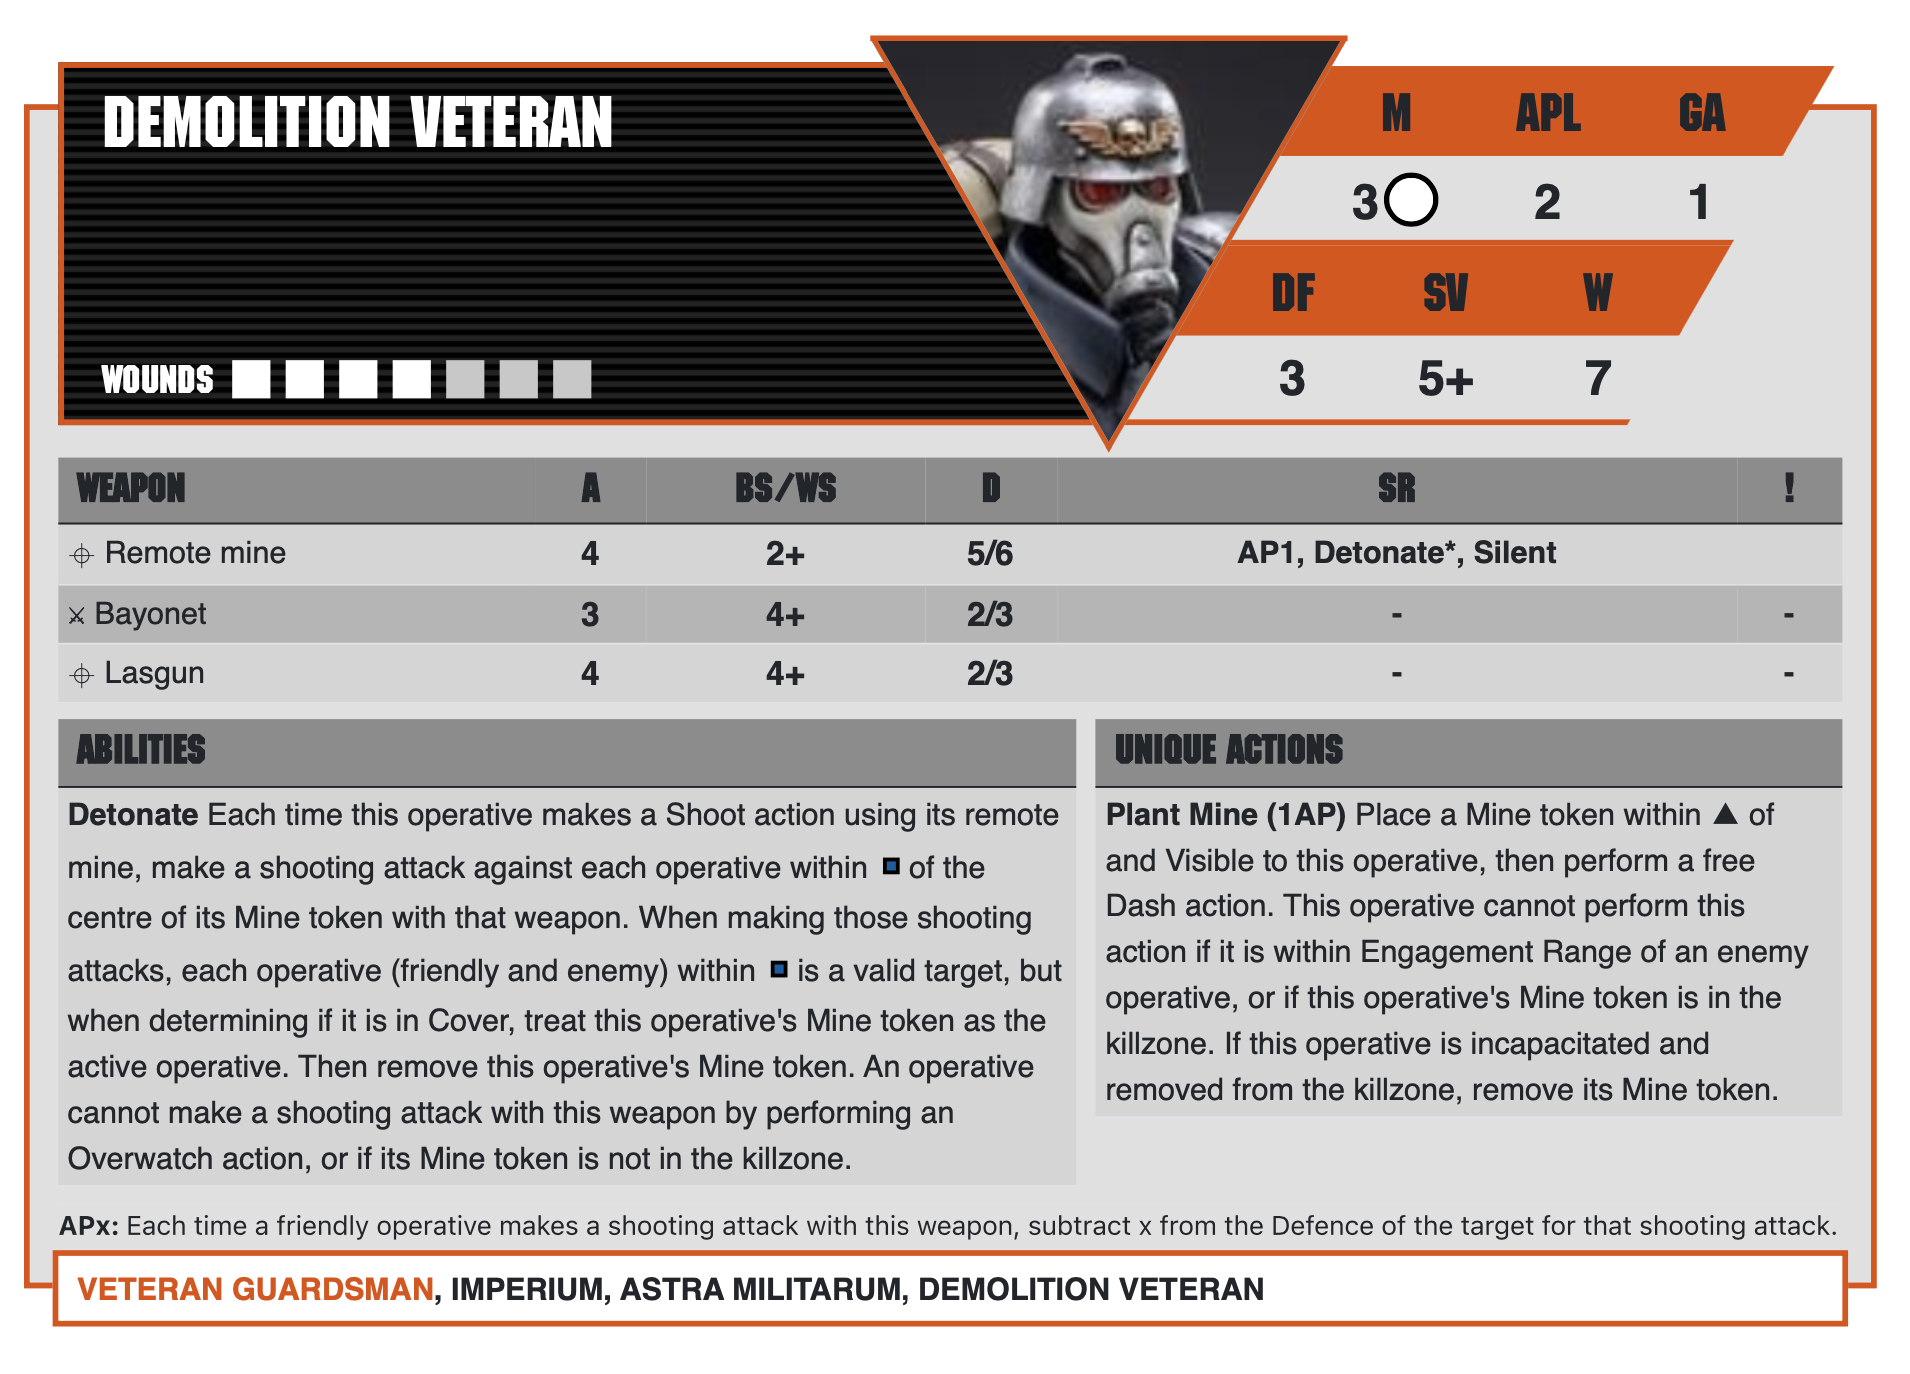 DEMOLITION VETERAN
M APL GA
3 2 1
DF SV W
3 5+ 7
WOUNDS
WEAPON A BS/WS D SR !
Remote mine 4 2+ 5/6 AP1, Detonate*, Silent
Bayonet 3 4+ 2/3 - -
Lasgun 4 4+ 2/3 - -
ABILITIES
Detonate Each time this operative makes a Shoot action using its remote
mine, make a shooting attack against each operative within of the
centre of its Mine token with that weapon. When making those shooting
attacks, each operative (friendly and enemy) within is a valid target, but
when determining if it is in Cover, treat this operative's Mine token as the
active operative. Then remove this operative's Mine token. An operative
cannot make a shooting attack with this weapon by performing an
Overwatch action, or if its Mine token is not in the killzone.
UNIQUE ACTIONS
Plant Mine (1AP) Place a Mine token within ▲ of
and Visible to this operative, then perform a free
Dash action. This operative cannot perform this
action if it is within Engagement Range of an enemy
operative, or if this operative's Mine token is in the
killzone. If this operative is incapacitated and
removed from the killzone, remove its Mine token.
APx: Each time a friendly operative makes a shooting attack with this weapon, subtract x from the Defence of the target for that shooting attack.
VETERAN GUARDSMAN, IMPERIUM, ASTRA MILITARUM, DEMOLITION VETERAN